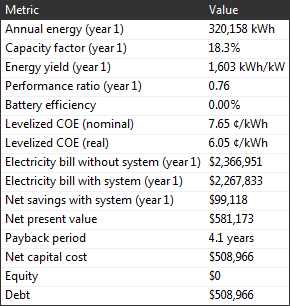 Metric Value
Annual energy (year 1) 320,158 kWh
Capacity factor (year 1) 18.3%
Energy yield (year 1) 1,603 kWh/kW
Performance ratio (year 1) 0.76
Battery efficiency 0.00%
Levelized COE (nominal) 7.65 ¢/kWh
Levelized COE (real) 6.05 ¢/kWh
Electricity bill without system (year 1) $2,366,951
Electricity bill with system (year 1) $2,267,833
Net savings with system (year 1) $99,118
Net present value $581,173
Payback period 4.1 years
Net capital cost $508,966
Equity $0
Debt $508,966